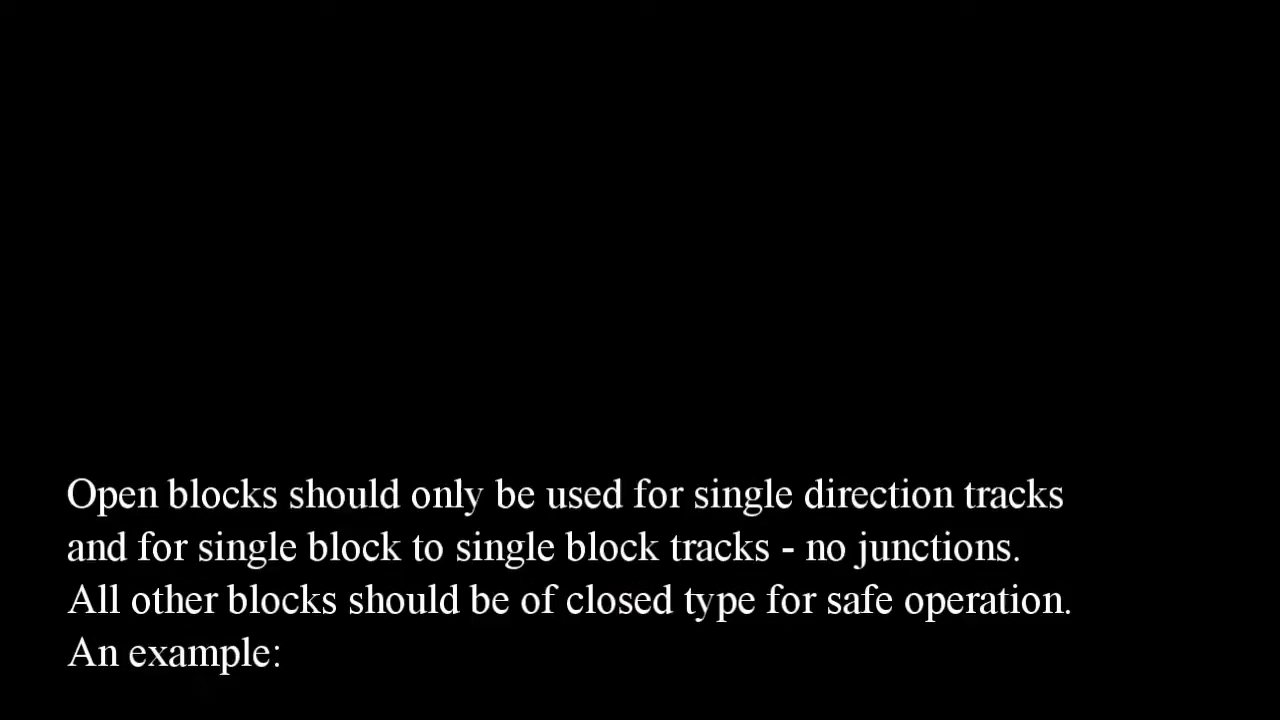 Open blocks should only be used for single direction tracks
and for single block to single block tracks - no junctions.
All other blocks should be of closed type for safe operation.
An example: